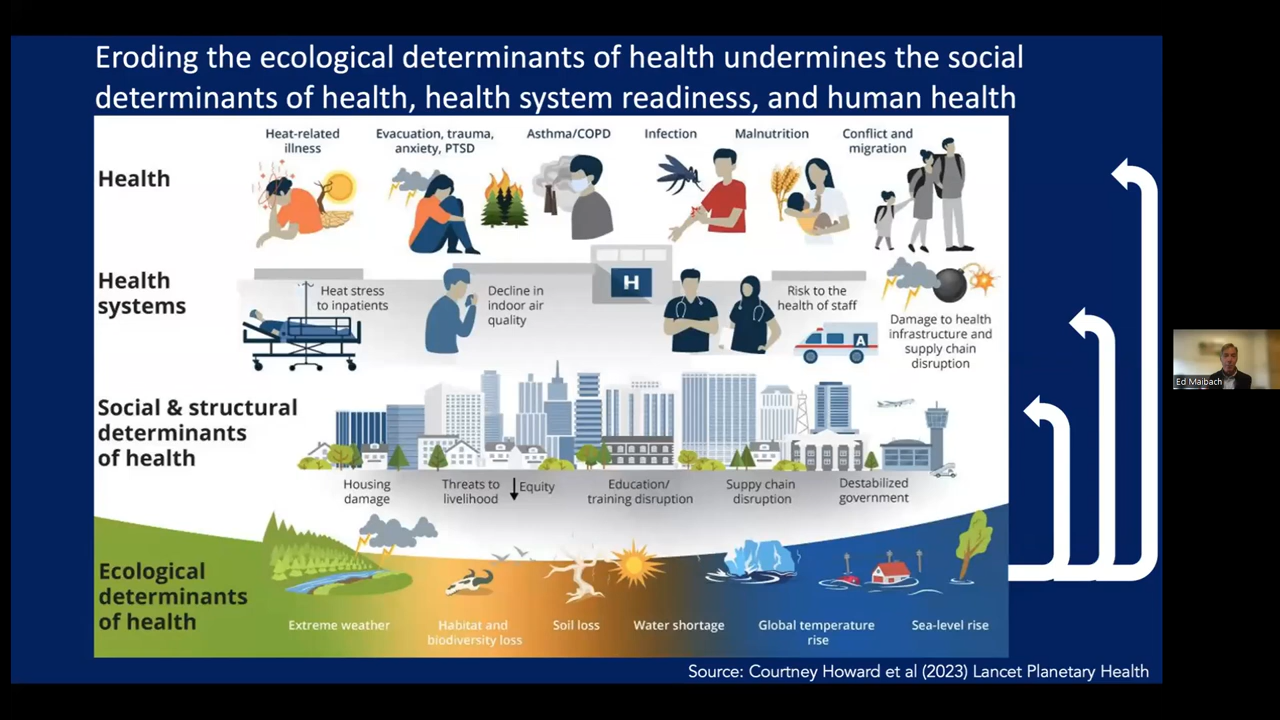 Eroding the ecological determinants of health undermines the social
determinants of health, health system readiness, and human health
Health
Heat-related
illness
Evacuation, trauma,
anxiety, PTSD
Asthma/COPD
Infection
Malnutrition
Conflict and
migration
Health
systems
Heat stress
to inpatients
Decline in
indoor air
quality
H
Risk to the
health of staff
A
Damage to health
infrastructure and
supply chain
disruption
Social & structural
determinants
of health
Housing
damage
Threats to
livelihood
Equity
Education/
training disruption
Suppy chain
disruption
Destabilized
government
Ecological
determinants
of health
Extreme weather
Habitat and
biodiversity loss
Soil loss
Water shortage
Global temperature
rise
Sea-level rise
Source: Courtney Howard et al (2023) Lancet Planetary Health
Ed Maibach